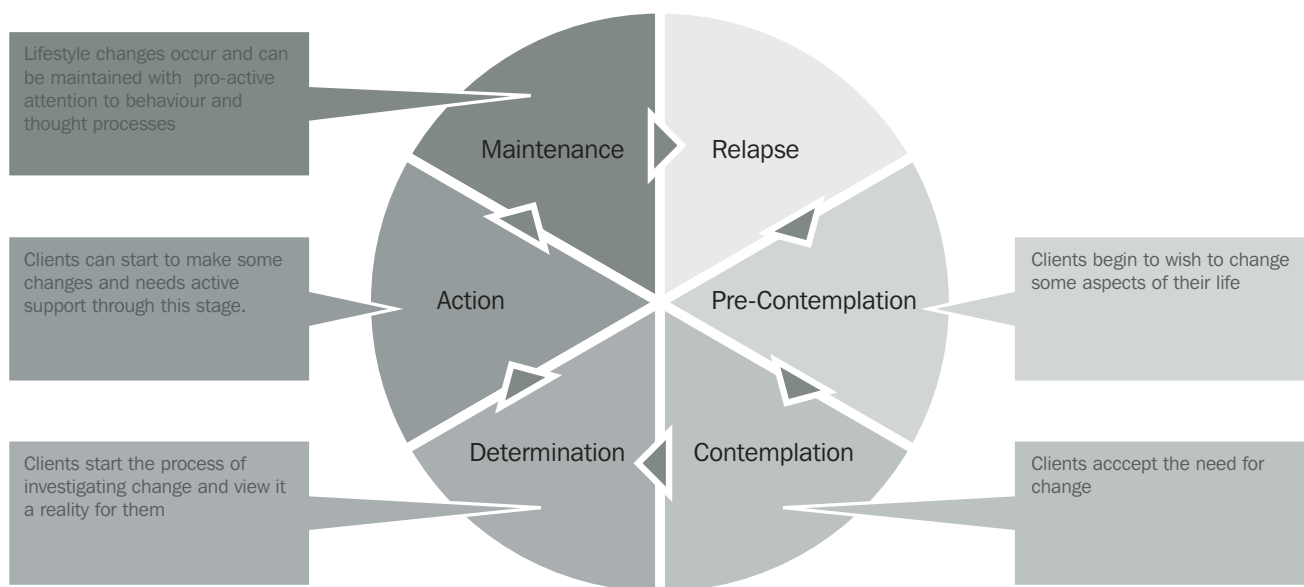 Lifestyle changes occur and can
be maintained with  pro-active
attention to behaviour and
thought processes
Maintenance
Relapse
Clients can start to make some
changes and needs active
support through this stage.
Action
Pre-Contemplation
Clients begin to wish to change
some aspects of their life
Clients start the process of
investigating change and view it
a reality for them
Determination
Contemplation
Clients acccept the need for
change